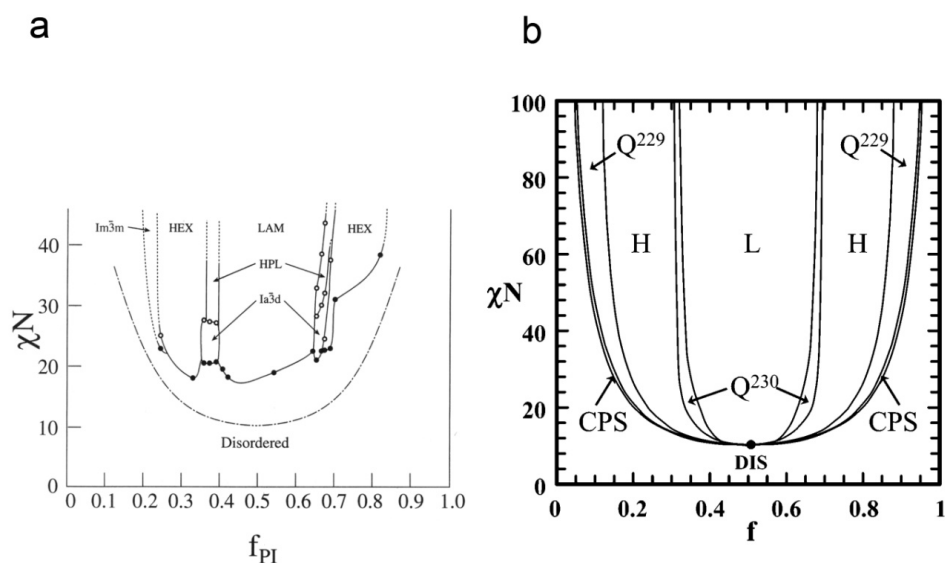 a
χN
40
30
20
10
0
Im3̄m
HEX
LAM
HEX
HPL
Ia3̄d
Disordered
0 0.1 0.2 0.3 0.4 0.5 0.6 0.7 0.8 0.9 1.0
f_PI
b
χN
100
80
60
40
20
0
Q²²⁹
Q²²⁹
H
L
H
Q²³⁰
CPS
CPS
DIS
0 0.2 0.4 0.6 0.8 1
f